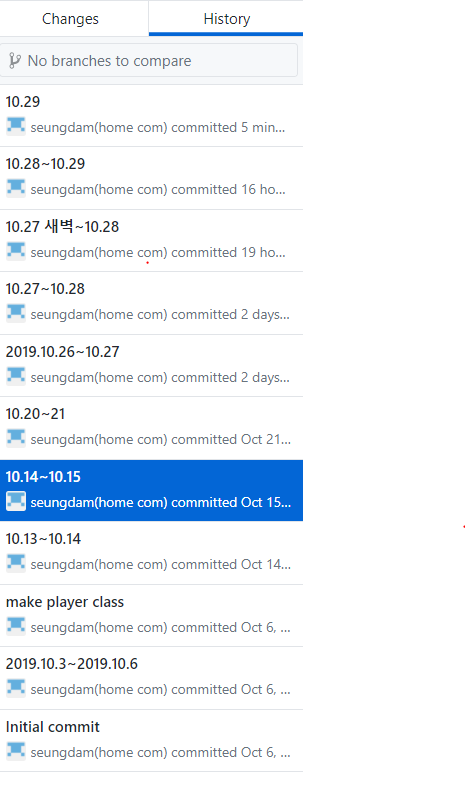 Changes History
No branches to compare
10.29
seungdam(home com) committed 5 min...
10.28~10.29
seungdam(home com) committed 16 ho...
10.27 새벽~10.28
seungdam(home com) committed 19 ho...
10.27~10.28
seungdam(home com) committed 2 days...
2019.10.26~10.27
seungdam(home com) committed 2 days...
10.20~21
seungdam(home com) committed Oct 21...
10.14~10.15
seungdam(home com) committed Oct 15...
10.13~10.14
seungdam(home com) committed Oct 14...
make player class
seungdam(home com) committed Oct 6, ...
2019.10.3~2019.10.6
seungdam(home com) committed Oct 6, ...
Initial commit
seungdam(home com) committed Oct 6, ...